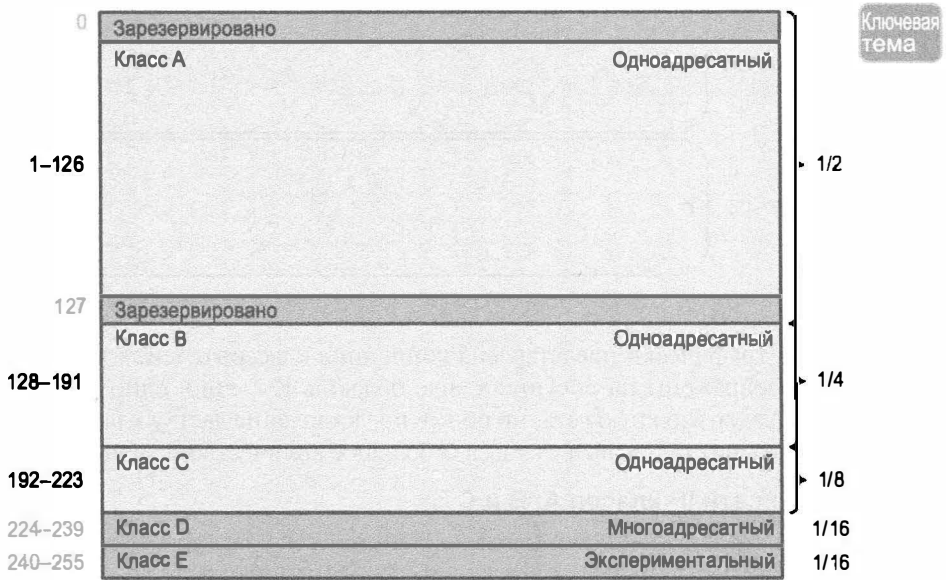 Ключевая
тема
0 Зарезервировано
Класс A Одноадресатный
1–126 1/2
127 Зарезервировано
Класс B Одноадресатный
128–191 1/4
Класс C Одноадресатный
192–223 1/8
224–239 Класс D Многоадресатный 1/16
240–255 Класс E Экспериментальный 1/16